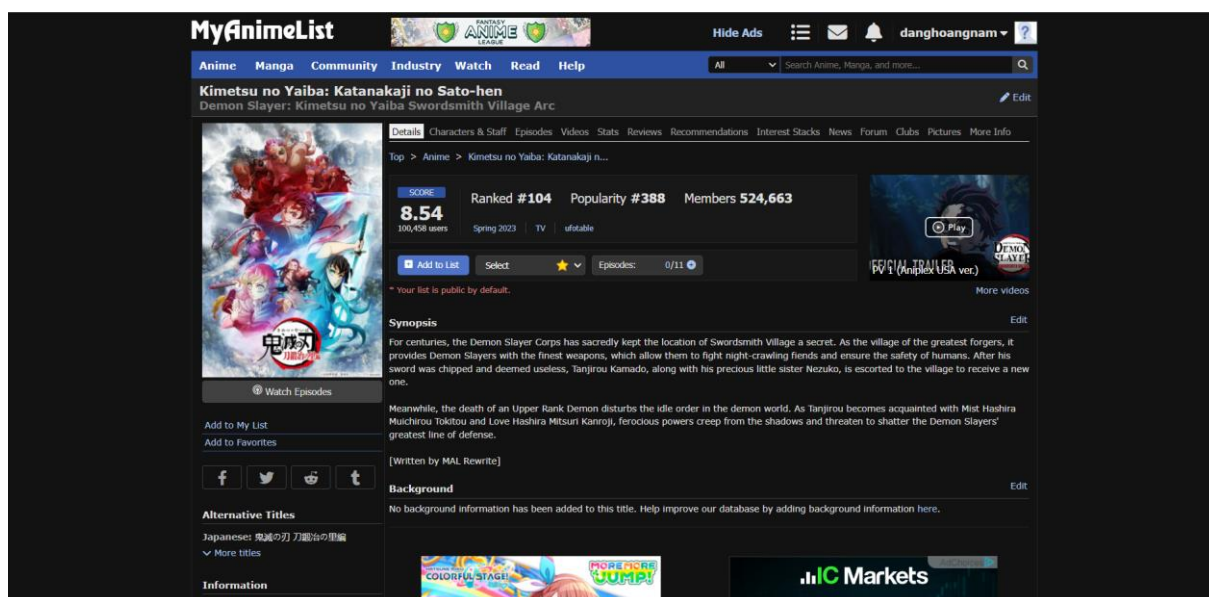 MyAnimeList
FANTASY
ANIME
LEAGUE
Hide Ads
danghoangnam
Anime Manga Community Industry Watch Read Help
All
Search Anime, Manga, and more...
Kimetsu no Yaiba: Katanakaji no Sato-hen
Demon Slayer: Kimetsu no Yaiba Swordsmith Village Arc
Edit
Details Characters & Staff Episodes Videos Stats Reviews Recommendations Interest Stacks News Forum Clubs Pictures More Info
Top > Anime > Kimetsu no Yaiba: Katanakaji n...
SCORE
8.54
100,458 users
Ranked #104 Popularity #388 Members 524,663
Spring 2023 TV ufotable
Play
DEMON
SLAYER
OFFICIAL TRAILER
PV 1 (Aniplex USA ver.)
Add to List Select Episodes: 0/11
* Your list is public by default.
More videos
Synopsis
Edit
For centuries, the Demon Slayer Corps has sacredly kept the location of Swordsmith Village a secret. As the village of the greatest forgers, it
provides Demon Slayers with the finest weapons, which allow them to fight night-crawling fiends and ensure the safety of humans. After his
sword was chipped and deemed useless, Tanjirou Kamado, along with his precious little sister Nezuko, is escorted to the village to receive a new
one.
Meanwhile, the death of an Upper Rank Demon disturbs the idle order in the demon world. As Tanjirou becomes acquainted with Mist Hashira
Muichirou Tokitou and Love Hashira Mitsuri Kanroji, ferocious powers creep from the shadows and threaten to shatter the Demon Slayers'
greatest line of defense.
[Written by MAL Rewrite]
Background
Edit
No background information has been added to this title. Help improve our database by adding background information here.
鬼滅の刃
刀鍛冶の里編
Watch Episodes
Add to My List
Add to Favorites
Alternative Titles
Japanese: 鬼滅の刃 刀鍛冶の里編
More titles
Information
COLORFUL STAGE!
MORE MORE
JUMP!
AdChoices
IC Markets